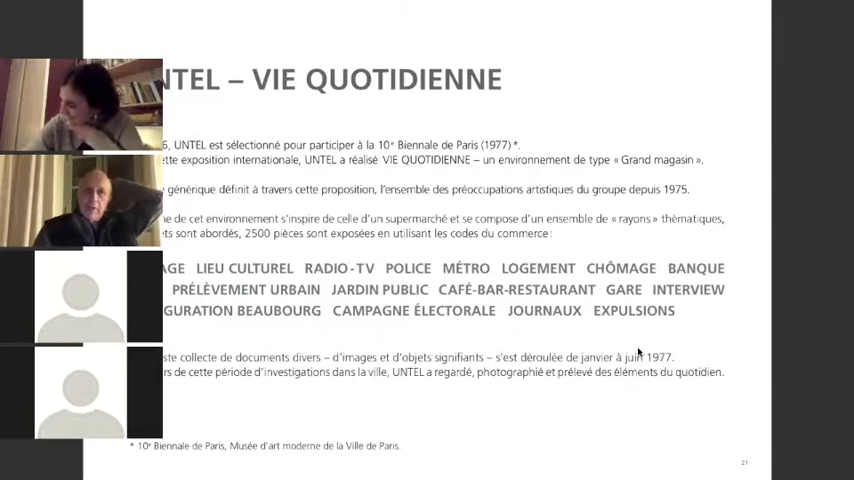 NTEL – VIE QUOTIDIENNE
6, UNTEL est sélectionné pour participer à la 10e Biennale de Paris (1977)*.
ette exposition internationale, UNTEL a réalisé VIE QUOTIDIENNE – un environnement de type « Grand magasin ».
e générique définit à travers cette proposition, l'ensemble des préoccupations artistiques du groupe depuis 1975.
me de cet environnement s'inspire de celle d'un supermarché et se compose d'un ensemble de « rayons » thèmatiques,
ets sont abordés, 2500 pièces sont exposées en utilisant les codes du commerce :
AGE LIEU CULTUREL RADIO-TV POLICE MÉTRO LOGEMENT CHÔMAGE BANQUE
PRÉLÈVEMENT URBAIN JARDIN PUBLIC CAFÉ-BAR-RESTAURANT GARE INTERVIEW
GURATION BEAUBOURG CAMPAGNE ÉLECTORALE JOURNAUX EXPULSIONS
ste collecte de documents divers – d'images et d'objets signifiants – s'est déroulée de janvier à juin 1977.
rs de cette période d'investigations dans la ville, UNTEL a regardé, photographié et prélevé des éléments du quotidien.
* 10e Biennale de Paris, Musée d'art moderne de la Ville de Paris.
21